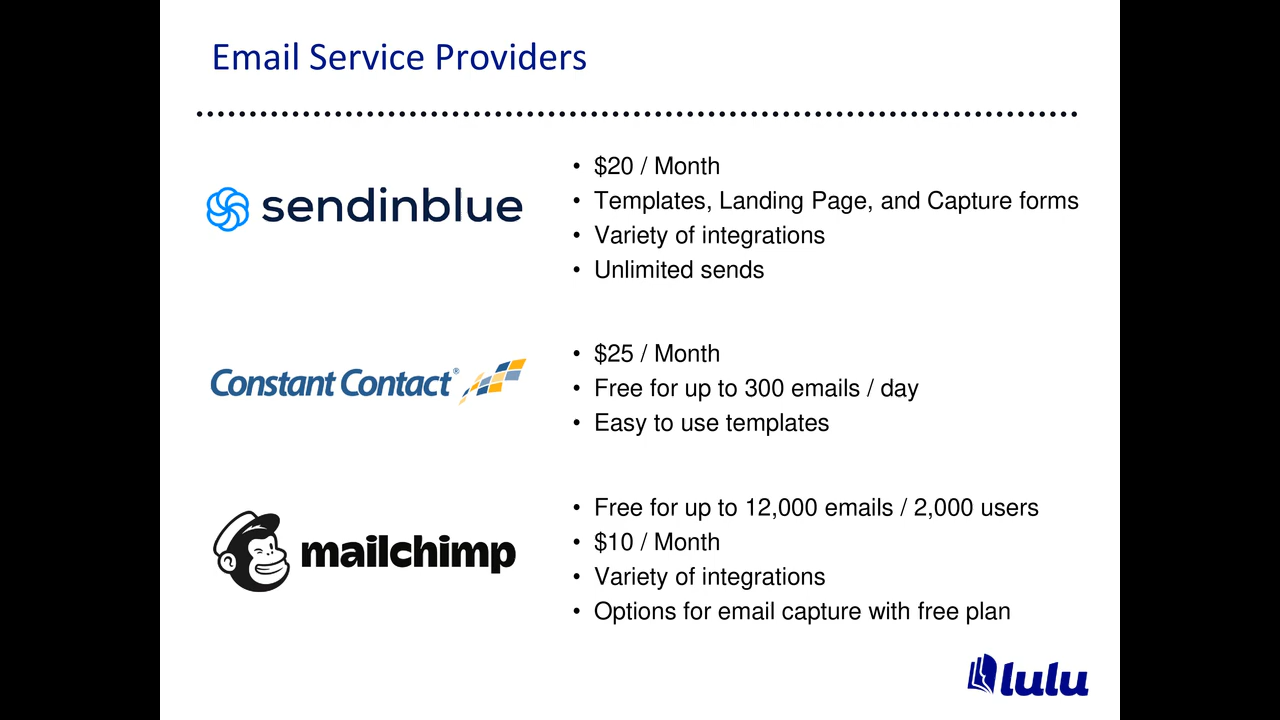 Email Service Providers
sendinblue
• $20 / Month
• Templates, Landing Page, and Capture forms
• Variety of integrations
• Unlimited sends
Constant Contact®
• $25 / Month
• Free for up to 300 emails / day
• Easy to use templates
mailchimp
• Free for up to 12,000 emails / 2,000 users
• $10 / Month
• Variety of integrations
• Options for email capture with free plan
lulu